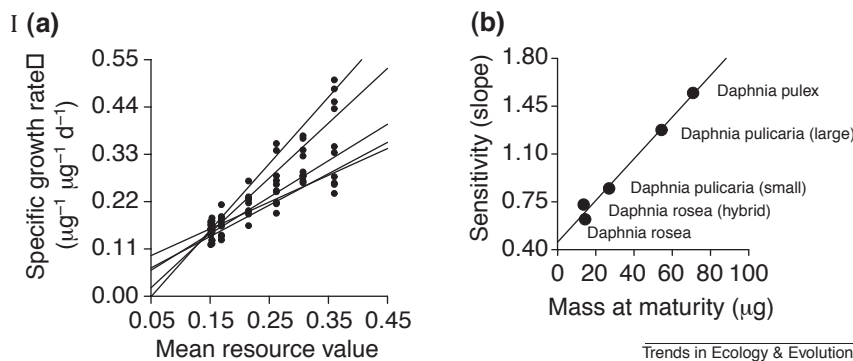 I (a)
Specific growth rate□
(μg⁻¹ μg⁻¹ d⁻¹)
0.55
0.44
0.33
0.22
0.11
0.00
0.05 0.15 0.25 0.35 0.45
Mean resource value
(b)
Sensitivity (slope)
1.80
1.45
1.10
0.75
0.40
Daphnia pulex
Daphnia pulicaria (large)
Daphnia pulicaria (small)
Daphnia rosea (hybrid)
Daphnia rosea
0 20 40 60 80 100
Mass at maturity (μg)
Trends in Ecology & Evolution